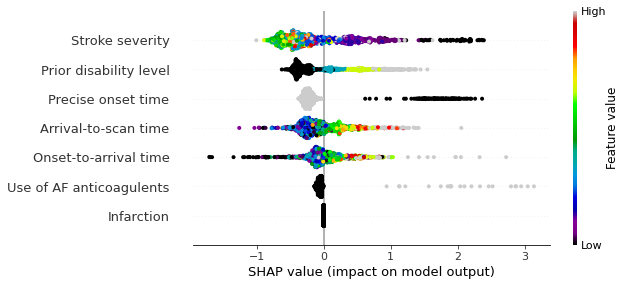 High
Stroke severity
Prior disability level
Precise onset time
Arrival-to-scan time
Onset-to-arrival time
Use of AF anticoagulents
Infarction
Feature value
Low
−1 0 1 2 3
SHAP value (impact on model output)